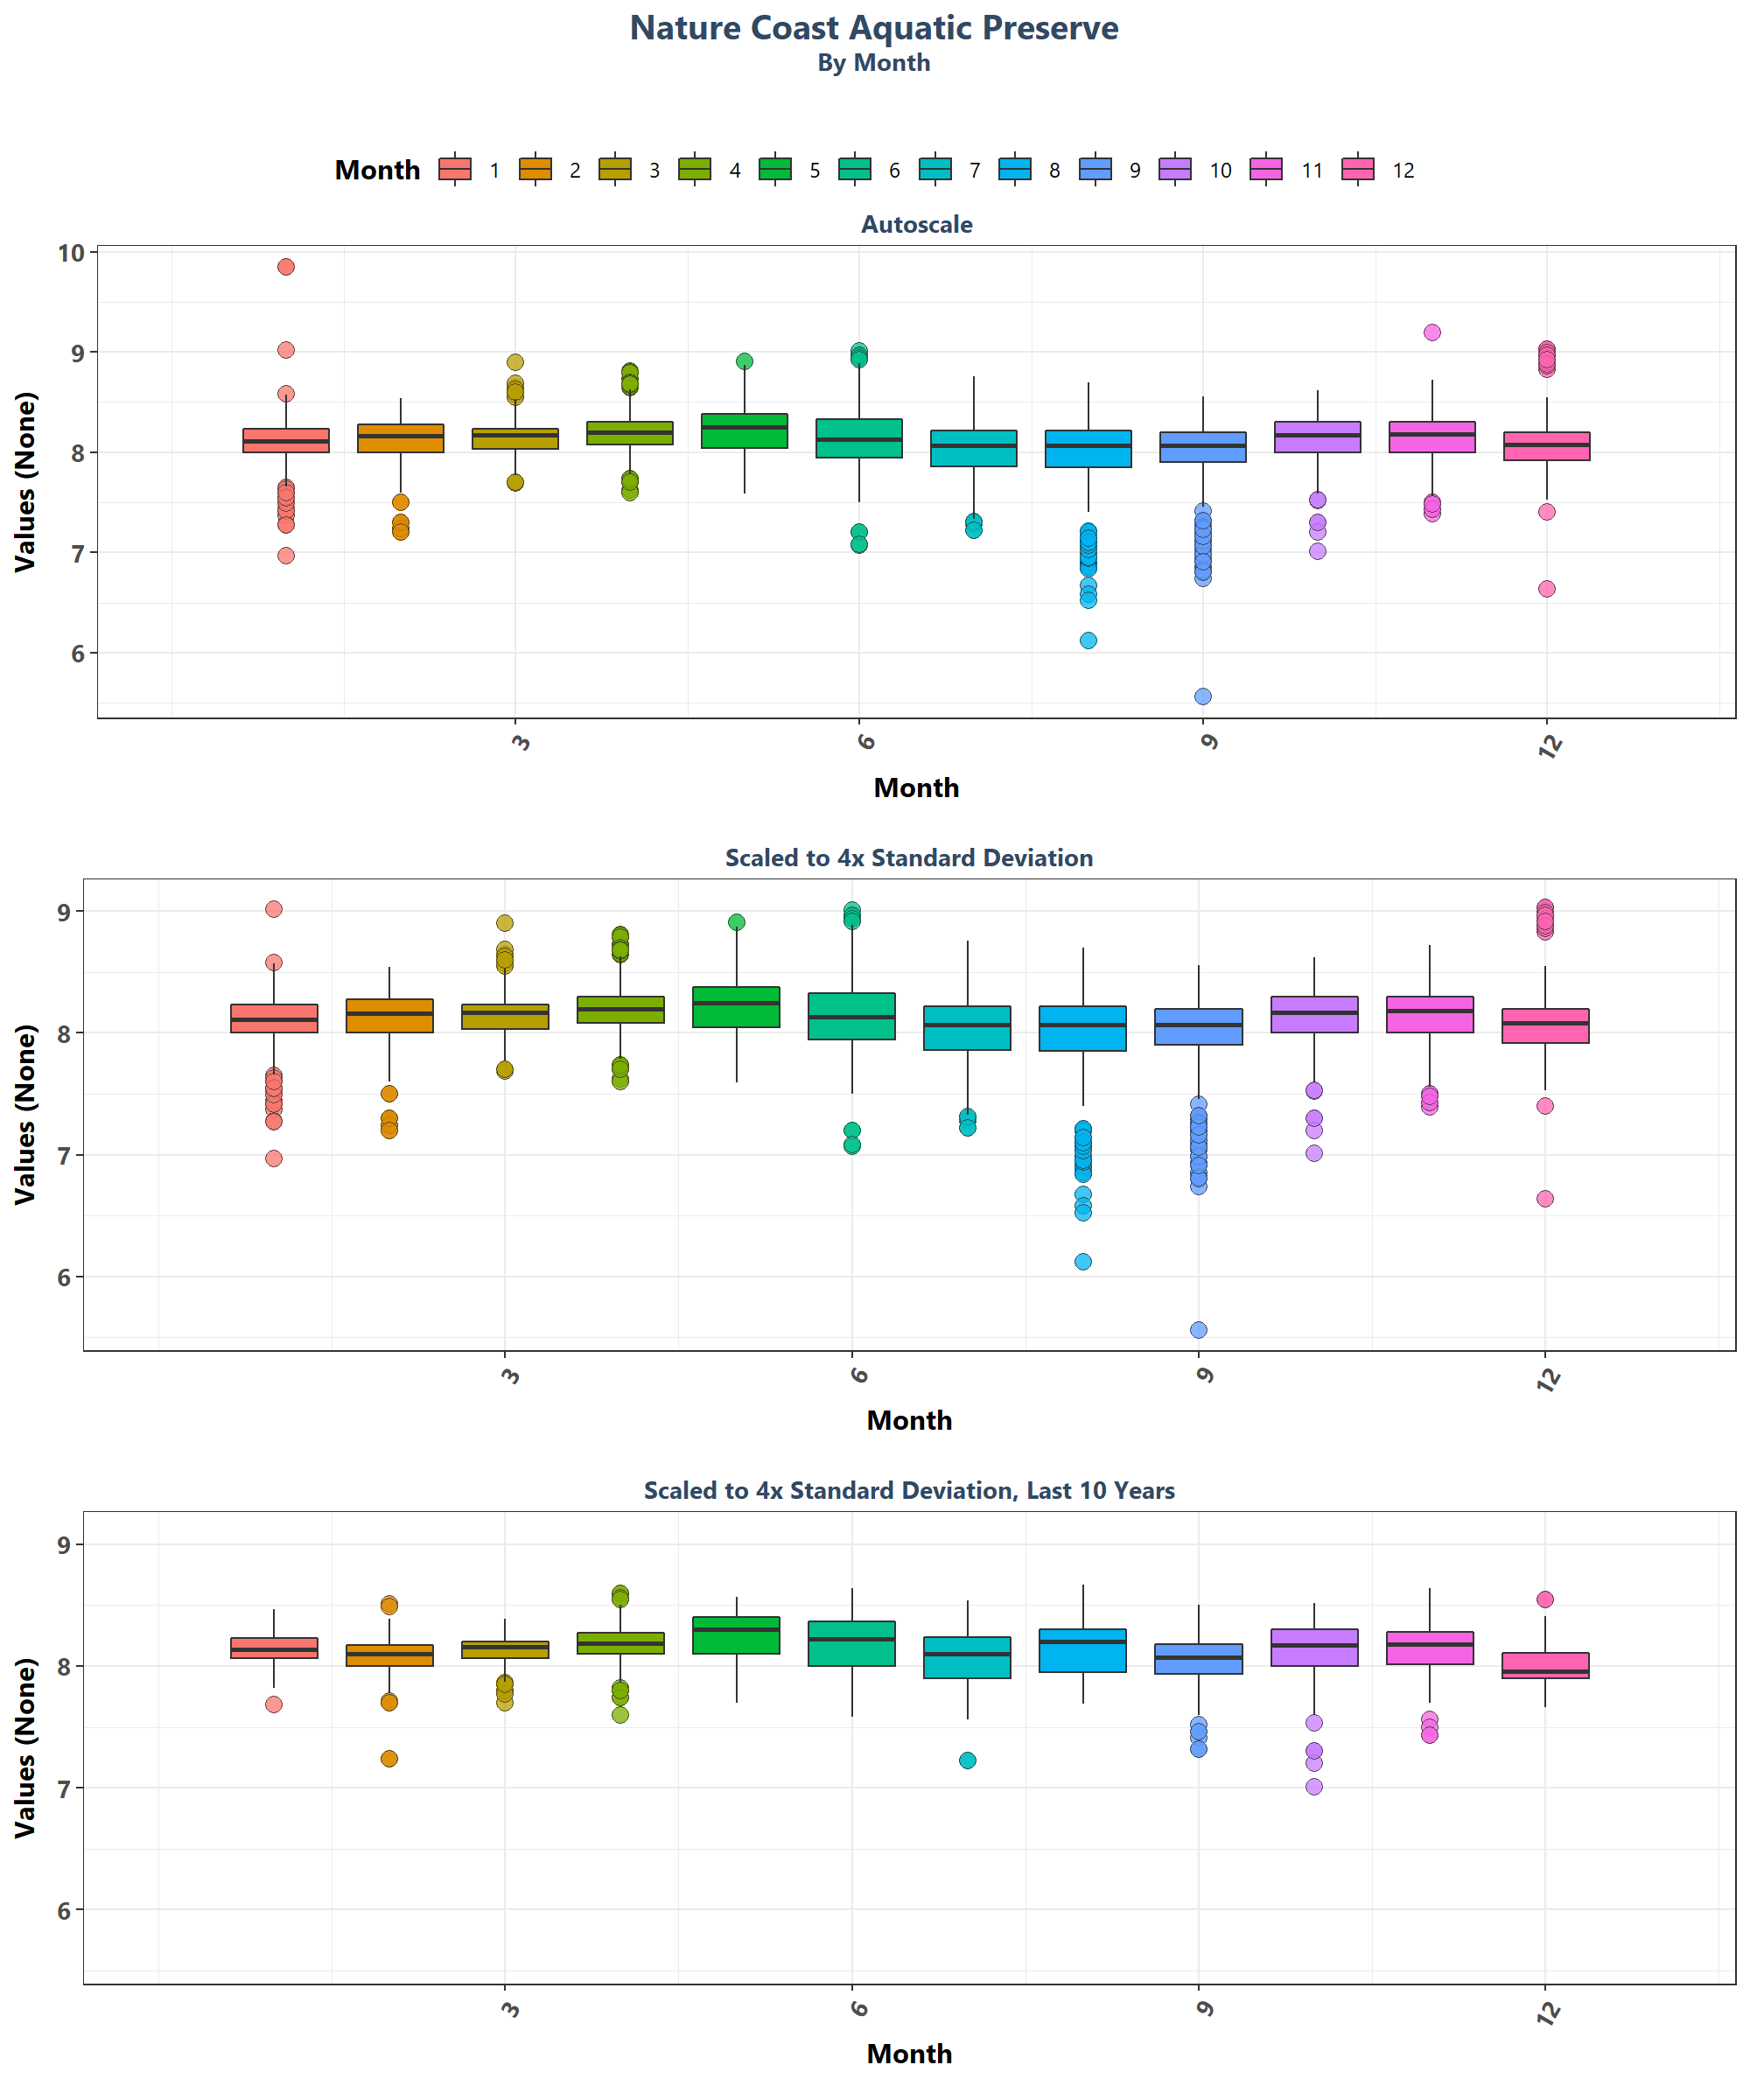 Nature Coast Aquatic Preserve
By Month
Month 1 2 3 4 5 6 7 8 9 10 11 12
Autoscale
Values (None)
10
9
8
7
6
3 6 9 12
Month
Scaled to 4x Standard Deviation
Values (None)
9
8
7
6
3 6 9 12
Month
Scaled to 4x Standard Deviation, Last 10 Years
Values (None)
9
8
7
6
3 6 9 12
Month